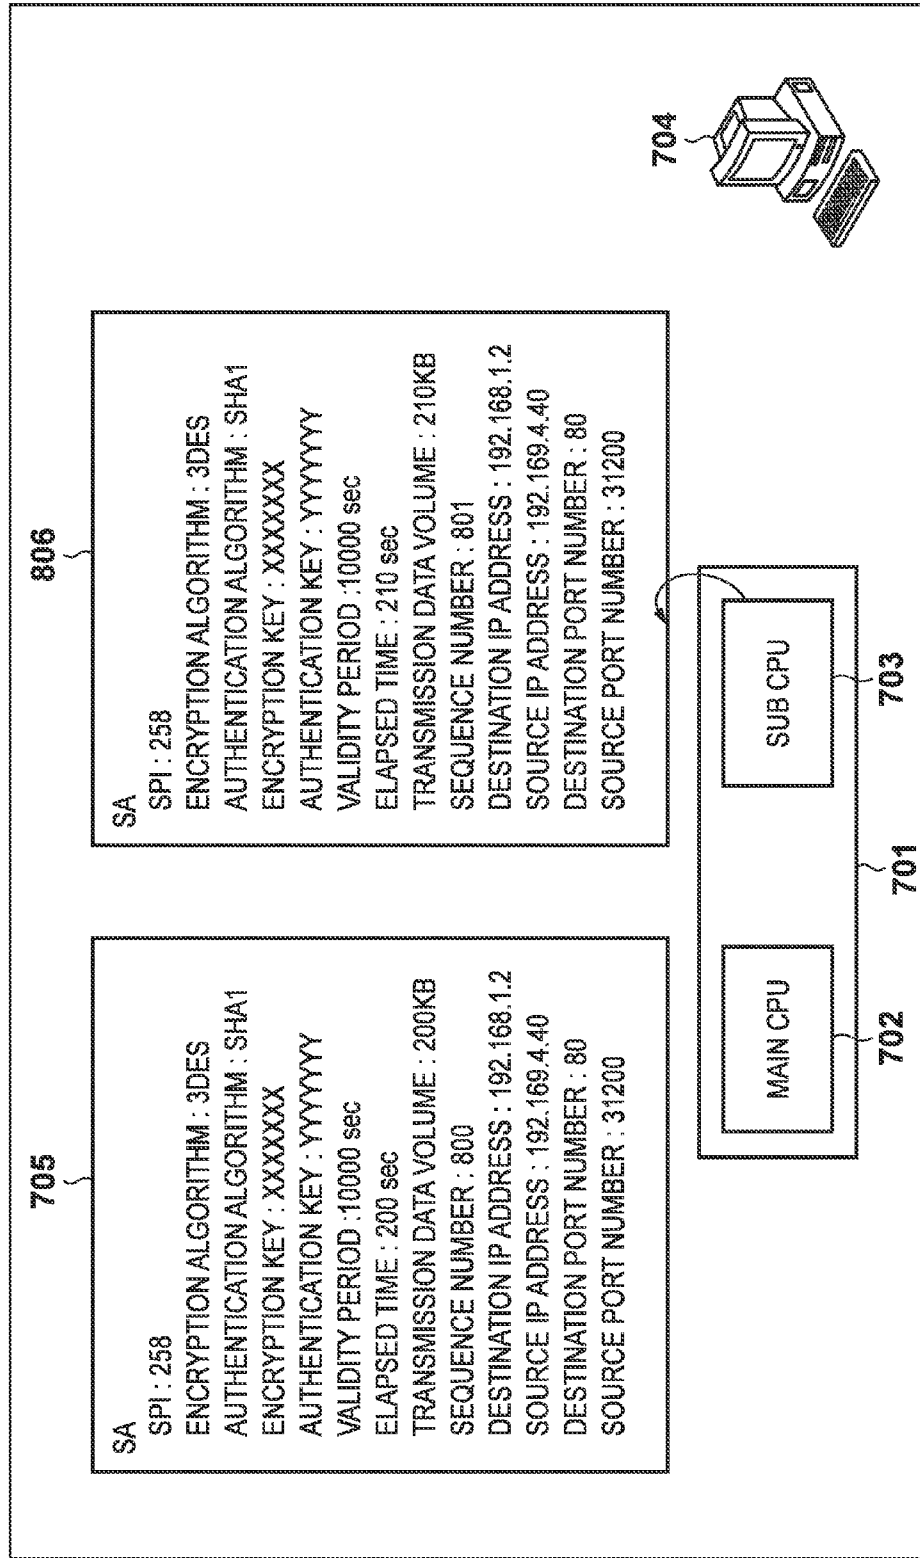 705
SA
SPI : 258
ENCRYPTION ALGORITHM : 3DES
AUTHENTICATION ALGORITHM : SHA1
ENCRYPTION KEY : XXXXXXX
AUTHENTICATION KEY : YYYYYYY
VALIDITY PERIOD :10000 sec
ELAPSED TIME : 200 sec
TRANSMISSION DATA VOLUME : 200KB
SEQUENCE NUMBER : 800
DESTINATION IP ADDRESS : 192.168.1.2
SOURCE IP ADDRESS : 192.169.4.40
DESTINATION PORT NUMBER : 80
SOURCE PORT NUMBER : 31200
806
SA
SPI : 258
ENCRYPTION ALGORITHM : 3DES
AUTHENTICATION ALGORITHM : SHA1
ENCRYPTION KEY : XXXXXXX
AUTHENTICATION KEY : YYYYYYY
VALIDITY PERIOD :10000 sec
ELAPSED TIME : 210 sec
TRANSMISSION DATA VOLUME : 210KB
SEQUENCE NUMBER : 801
DESTINATION IP ADDRESS : 192.168.1.2
SOURCE IP ADDRESS : 192.169.4.40
DESTINATION PORT NUMBER : 80
SOURCE PORT NUMBER : 31200
704
MAIN CPU
SUB CPU
702
701
703